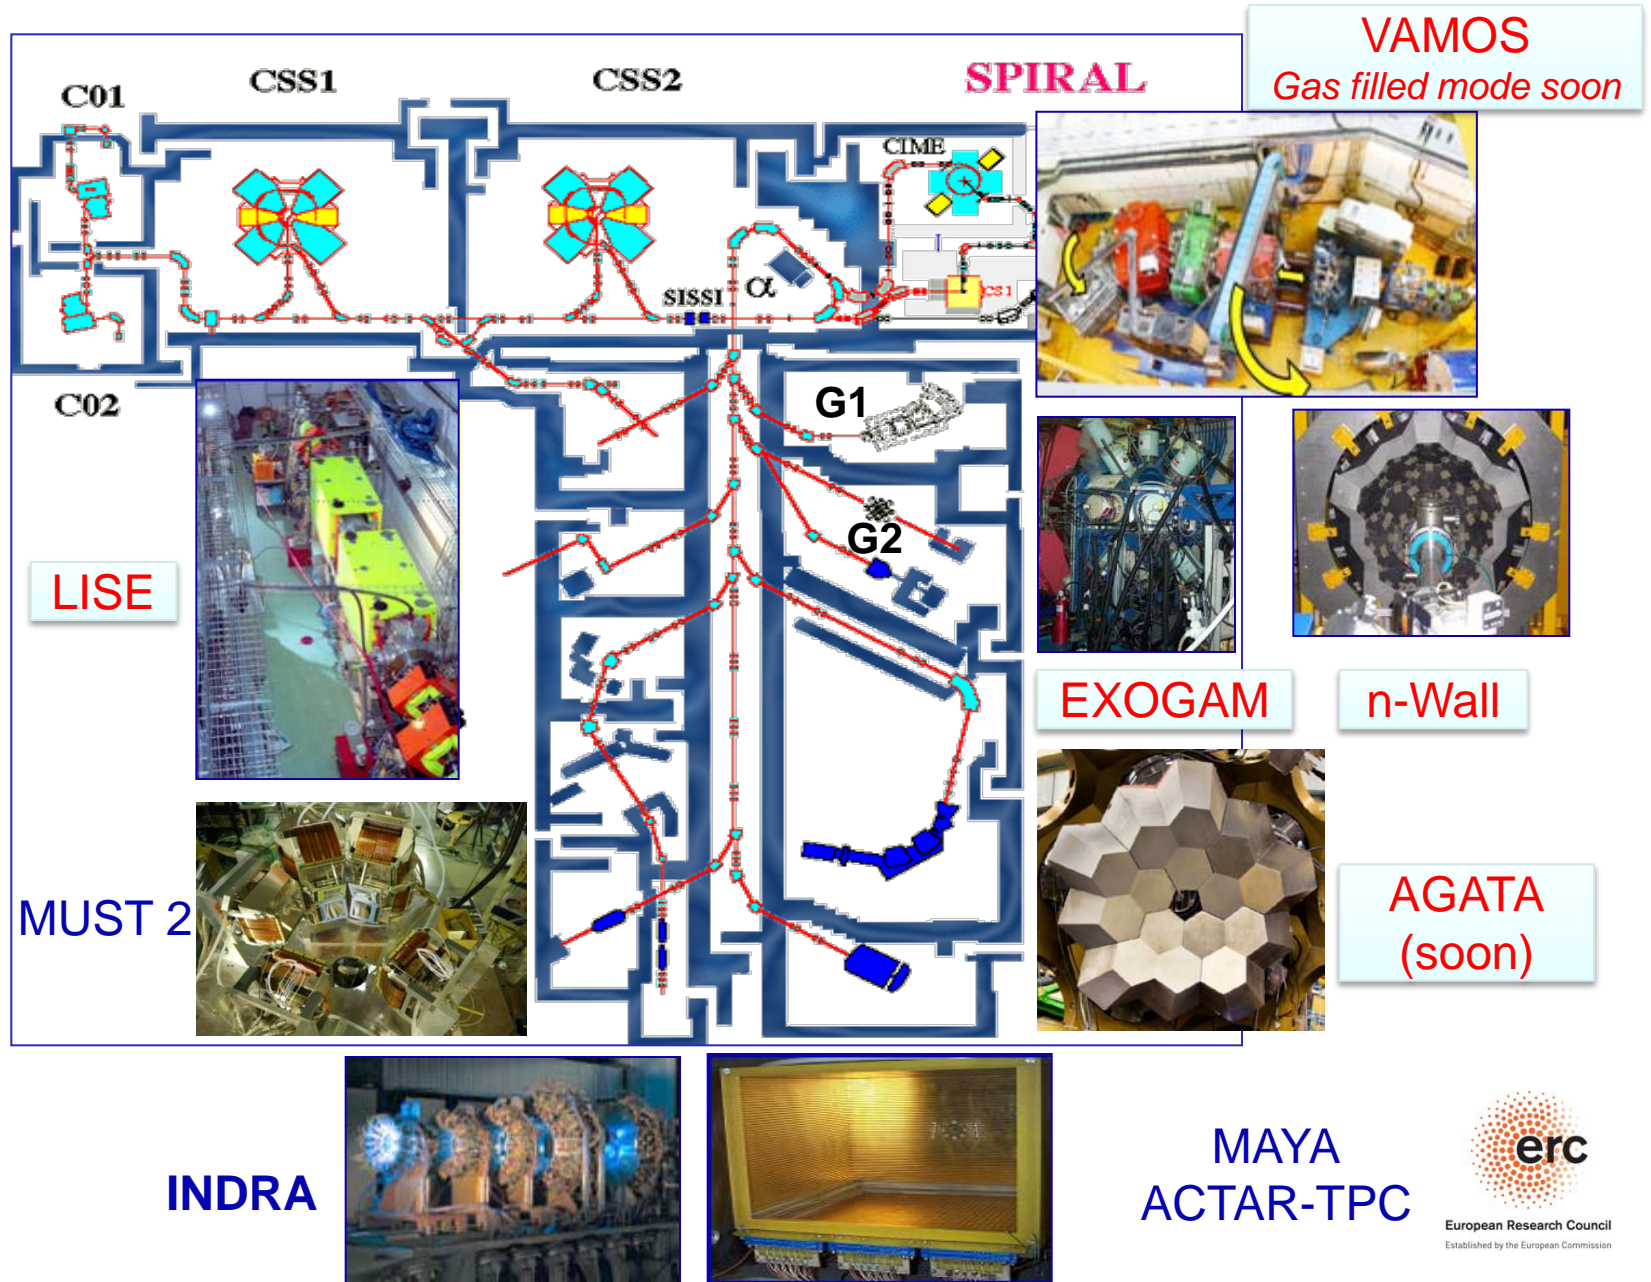 VAMOS
Gas filled mode soon
C01
CSS1
CSS2
SPIRAL
CIME
SISSI
α
CS1
C02
G1
G2
LISE
EXOGAM
n-Wall
MUST 2
AGATA
(soon)
INDRA
MAYA
ACTAR-TPC
erc
European Research Council
Established by the European Commission